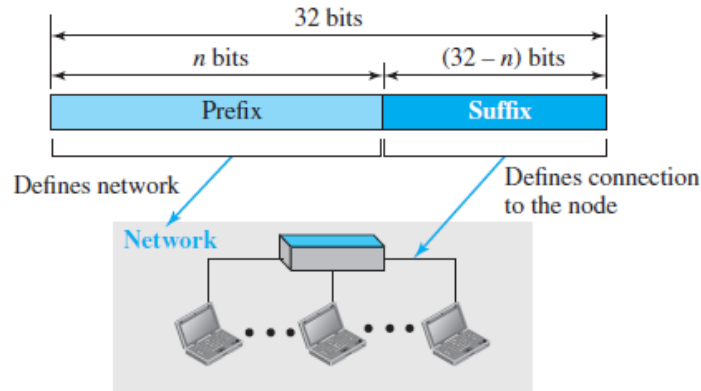 32 bits
n bits
(32 – n) bits
Prefix
Suffix
Defines network
Defines connection
to the node
Network